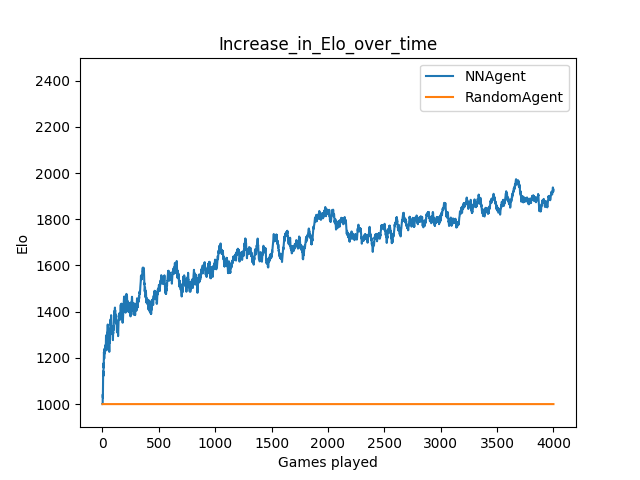 Increase_in_Elo_over_time
NNAgent
RandomAgent
2400
2200
2000
1800
1600
1400
1200
1000
Elo
0 500 1000 1500 2000 2500 3000 3500 4000
Games played